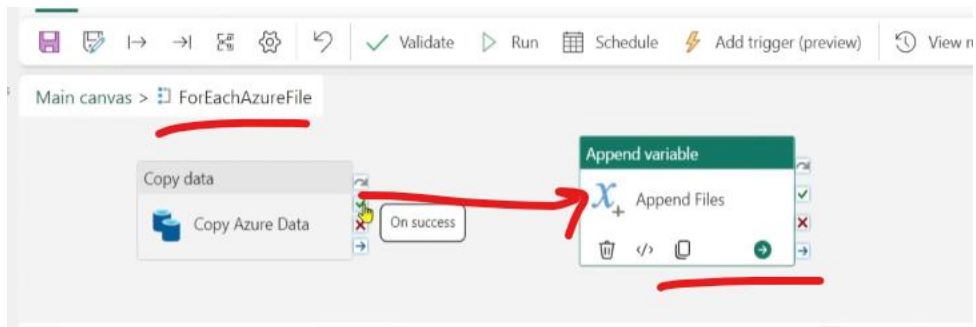 Validate Run Schedule Add trigger (preview) View
Main canvas > ForEachAzureFile
Append variable
Copy data
Append Files
Copy Azure Data
On success